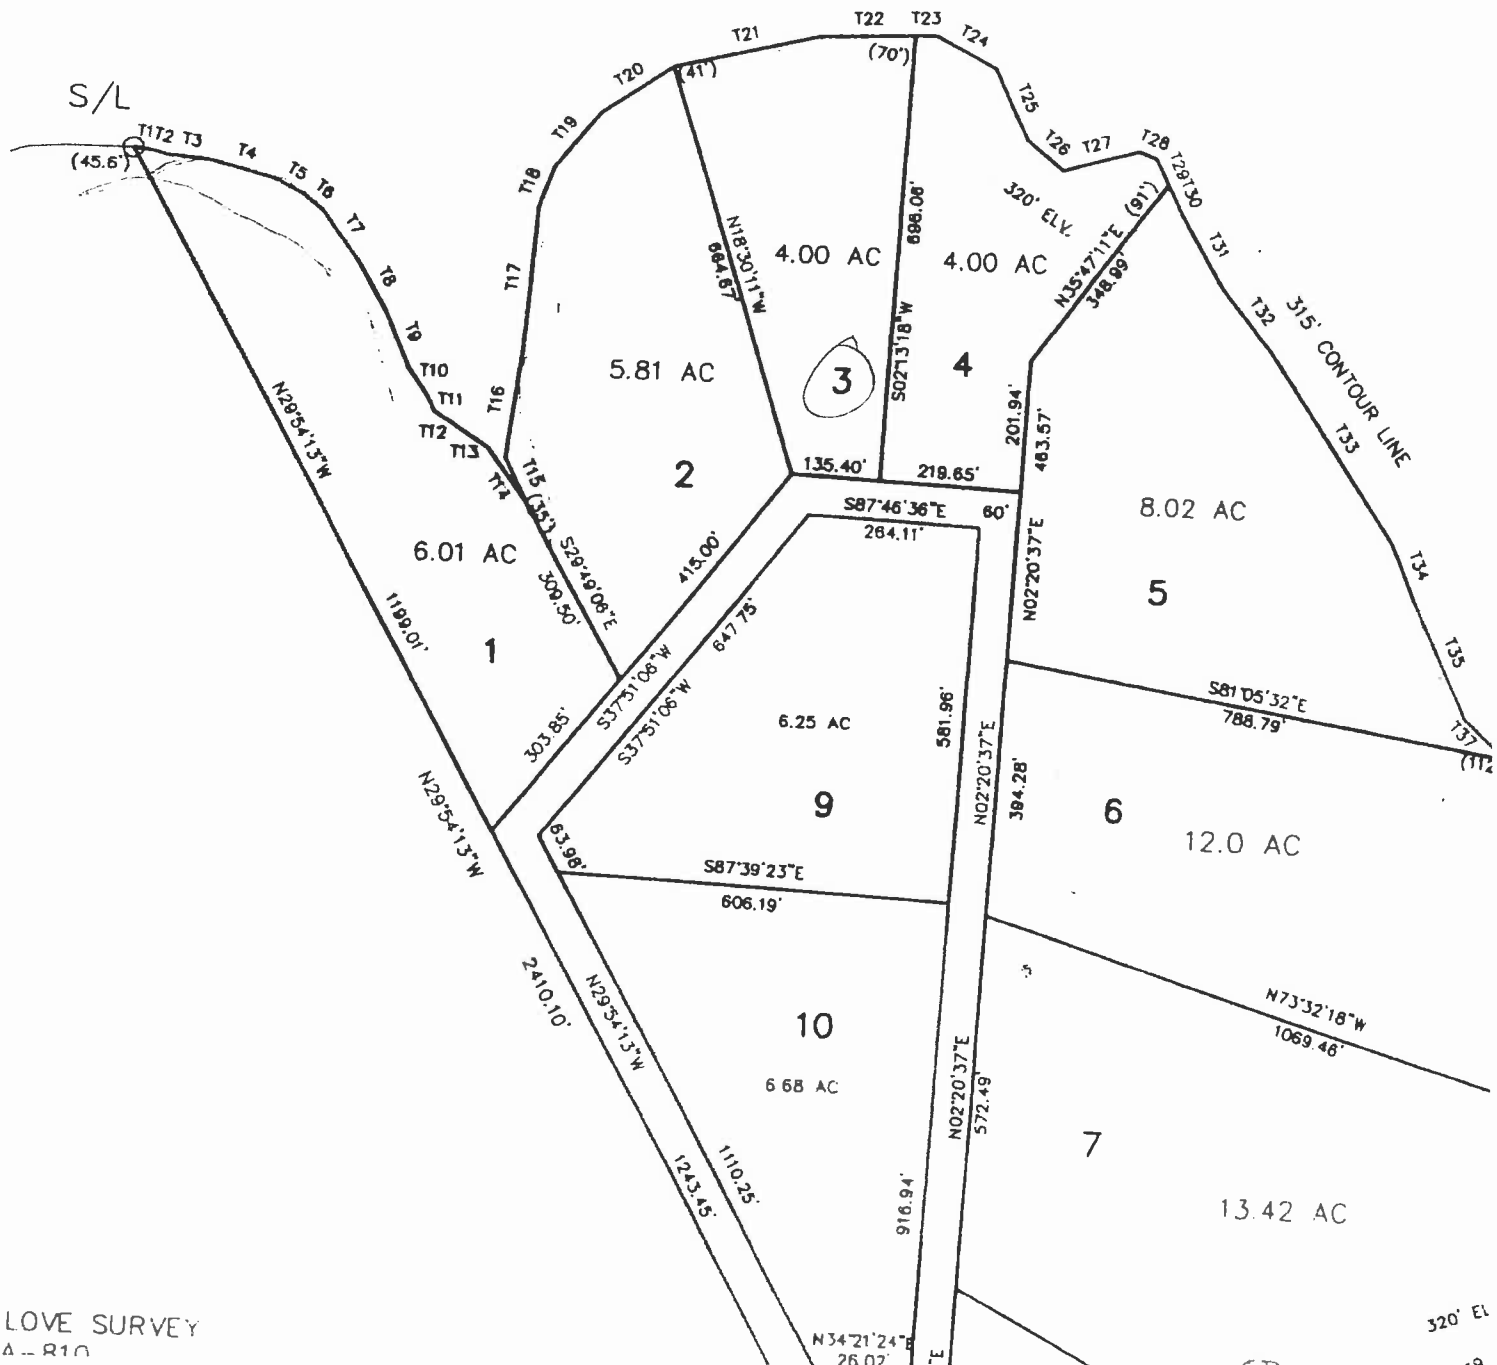 S/L
(45.6')
T1
T2
T3
T4
T5
T6
T7
T8
T9
T10
T11
T12
T13
T14
T15
(35')
T16
T17
T18
T19
T20
T21
(41')
T22
(70')
T23
T24
T25
T26
T27
T28
T29
T30
(91')
T31
T32
T33
T34
T35
T37
320' ELV.
315' CONTOUR LINE
N29°54'13"W
1199.01'
6.01 AC
1
S29°49'06"E
309.50'
303.85'
S37°51'06"W
5.81 AC
2
415.00'
N18°30'11"W
664.67'
4.00 AC
3
135.40'
S02°13'18"W
698.08'
4.00 AC
4
219.65'
N35°47'11"E
348.99'
201.94'
463.57'
60'
S87°46'36"E
264.11'
N02°20'37"E
8.02 AC
5
S81°05'32"E
788.79'
(112
647.75'
S37°51'06"W
6.25 AC
9
581.96'
N02°20'37"E
394.28'
6
12.0 AC
63.98'
S87°39'23"E
606.19'
N29°54'13"W
2410.10'
N29°54'13"W
10
6.68 AC
N73°32'18"W
1069.46'
N02°20'37"E
572.49'
7
13.42 AC
1110.25'
1243.45'
916.94'
N34°21'24"E
26.02'
"E
320' EL
LOVE SURVEY
A-810